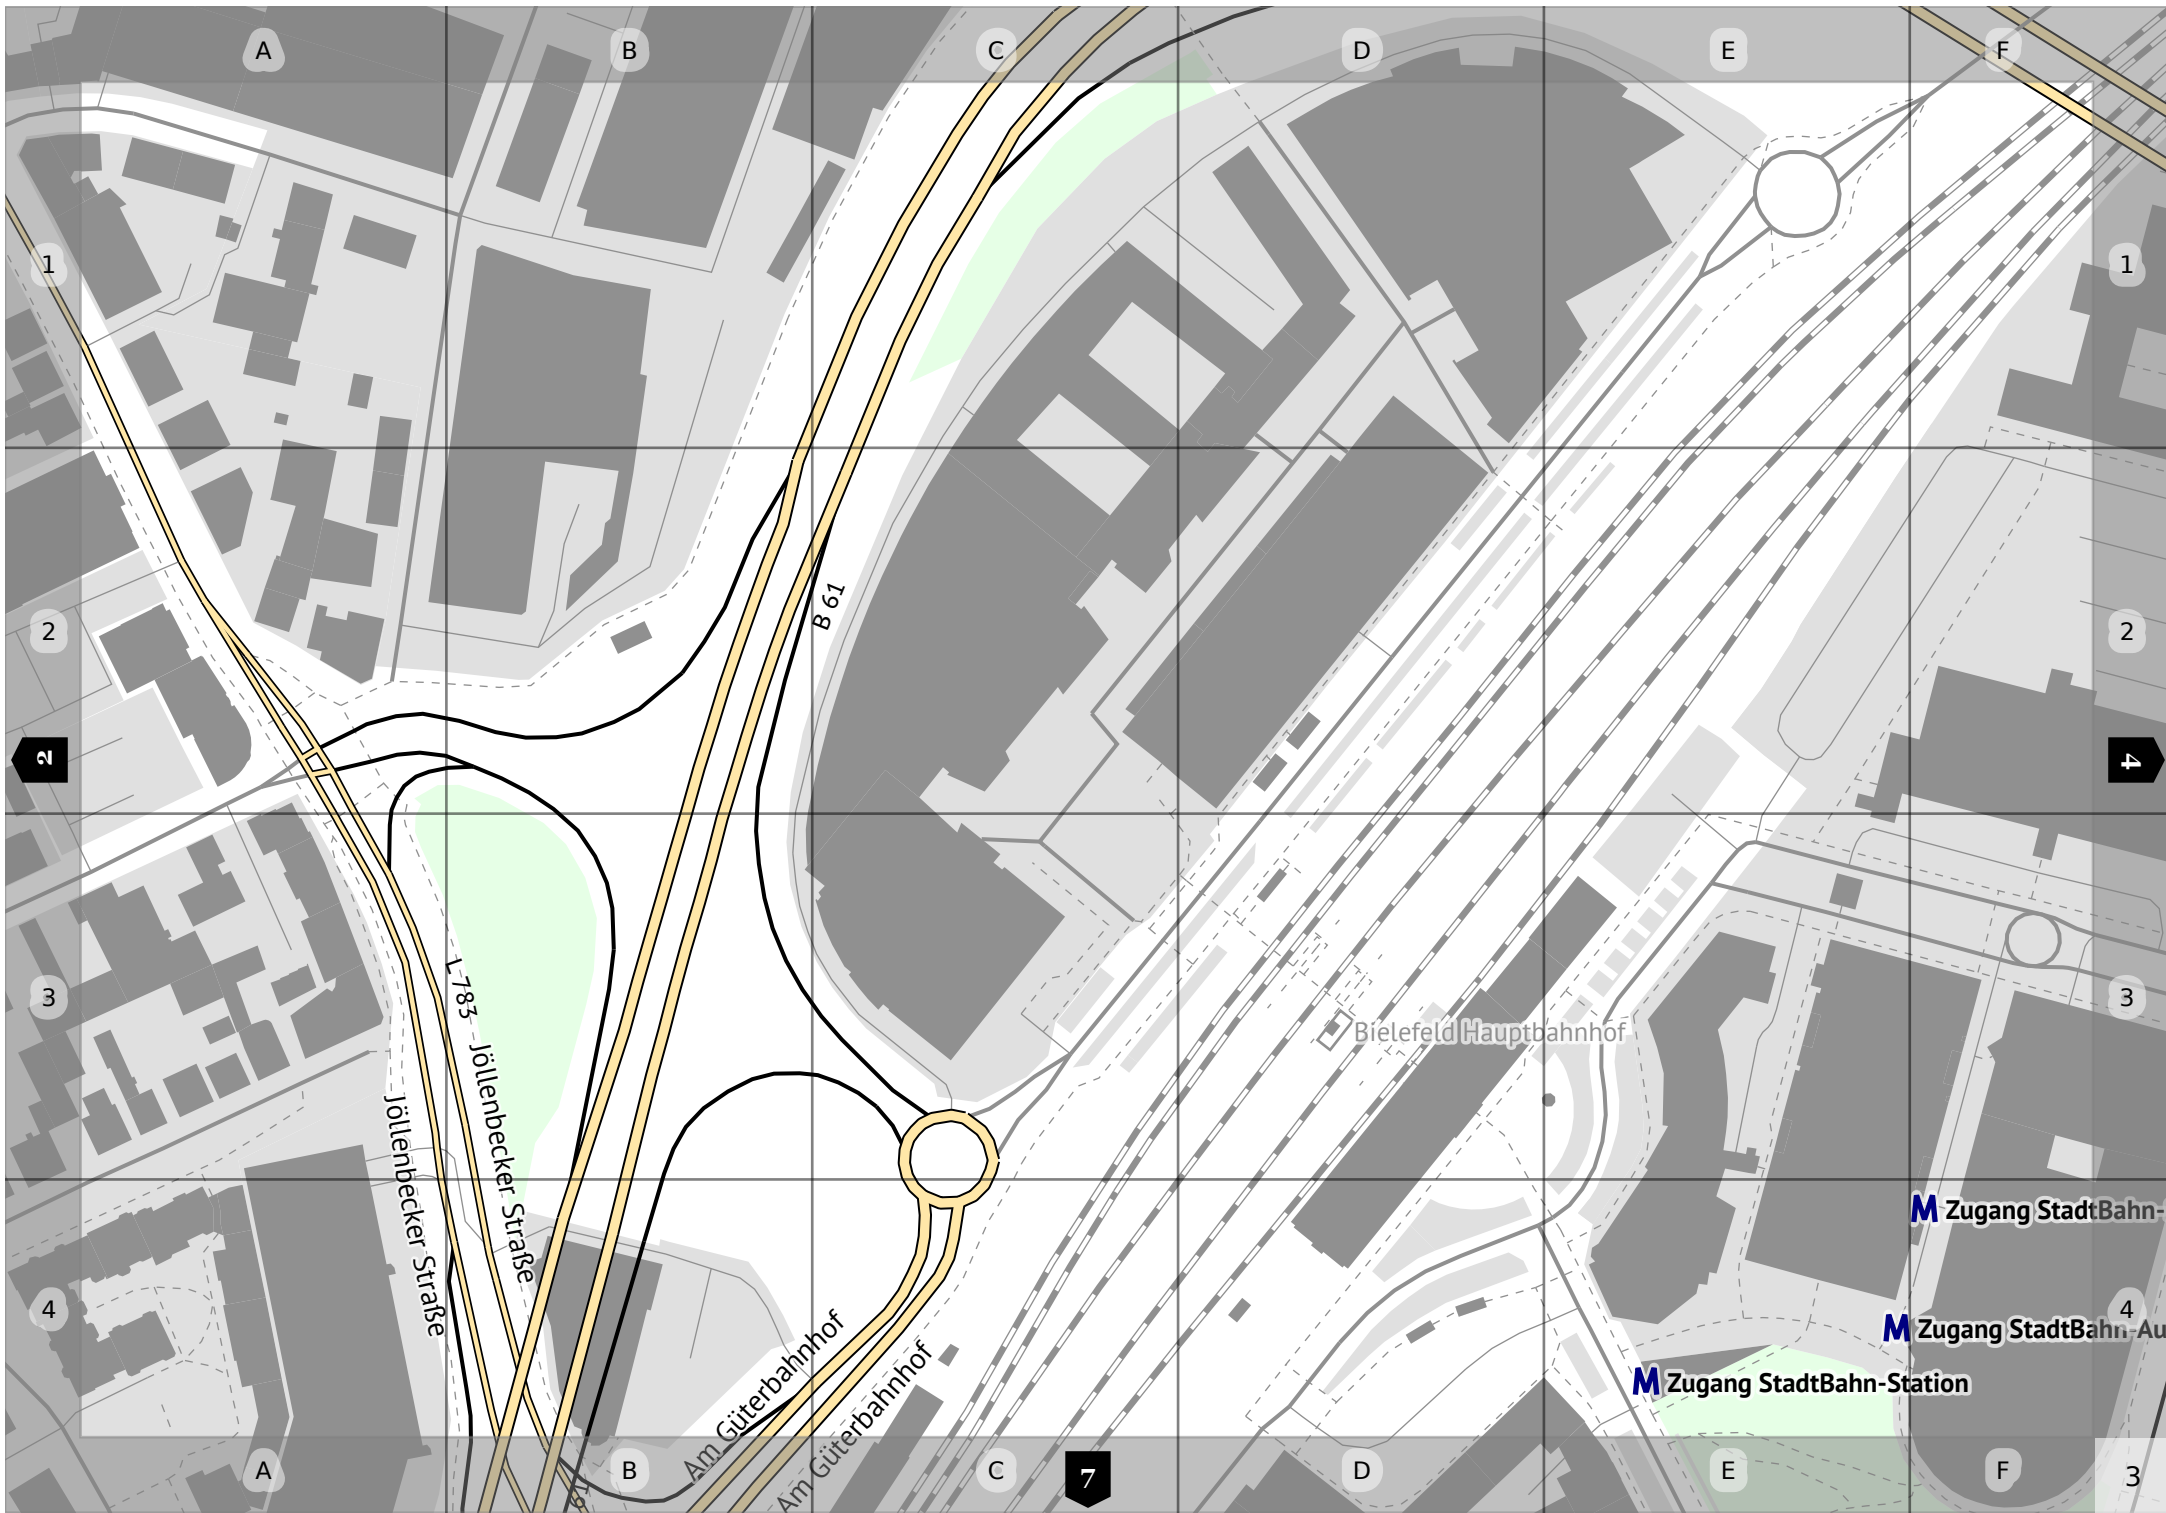 A B C D E F
1 1
B 61
2 2
2 4
L 783
3 3
Bielefeld Hauptbahnhof
Jöllenbecker Straße
Jöllenbecker Straße
M Zugang StadtBahn-
4 4
M Zugang StadtBahn-Au
Am Güterbahnhof
Am Güterbahnhof
M Zugang StadtBahn-Station
A B C 7 D E F
3